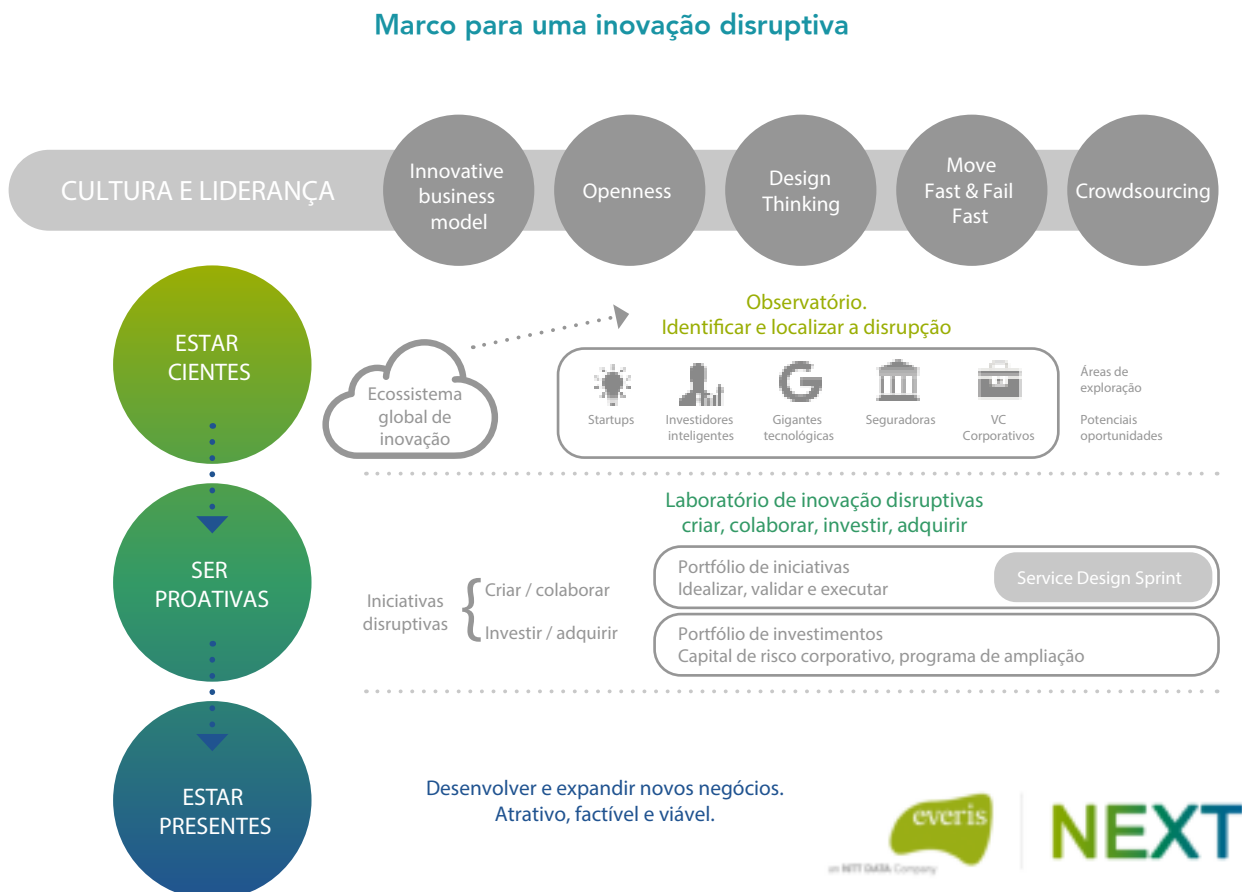 Marco para uma inovação disruptiva
CULTURA E LIDERANÇA
Innovative
business
model
Openness
Design
Thinking
Move
Fast & Fail
Fast
Crowdsourcing
ESTAR
CIENTES
Ecossistema
global de
inovação
Observatório.
Identificar e localizar a disrupção
Startups
Investidores
inteligentes
Gigantes
tecnológicas
Seguradoras
VC
Corporativos
Áreas de
exploração
Potenciais
oportunidades
SER
PROATIVAS
Iniciativas
disruptivas
Criar / colaborar
Investir / adquirir
Laboratório de inovação disruptivas
criar, colaborar, investir, adquirir
Portfólio de iniciativas
Idealizar, validar e executar
Service Design Sprint
Portfólio de investimentos
Capital de risco corporativo, programa de ampliação
ESTAR
PRESENTES
Desenvolver e expandir novos negócios.
Atrativo, factível e viável.
everis
an NTT DATA Company
NEXT